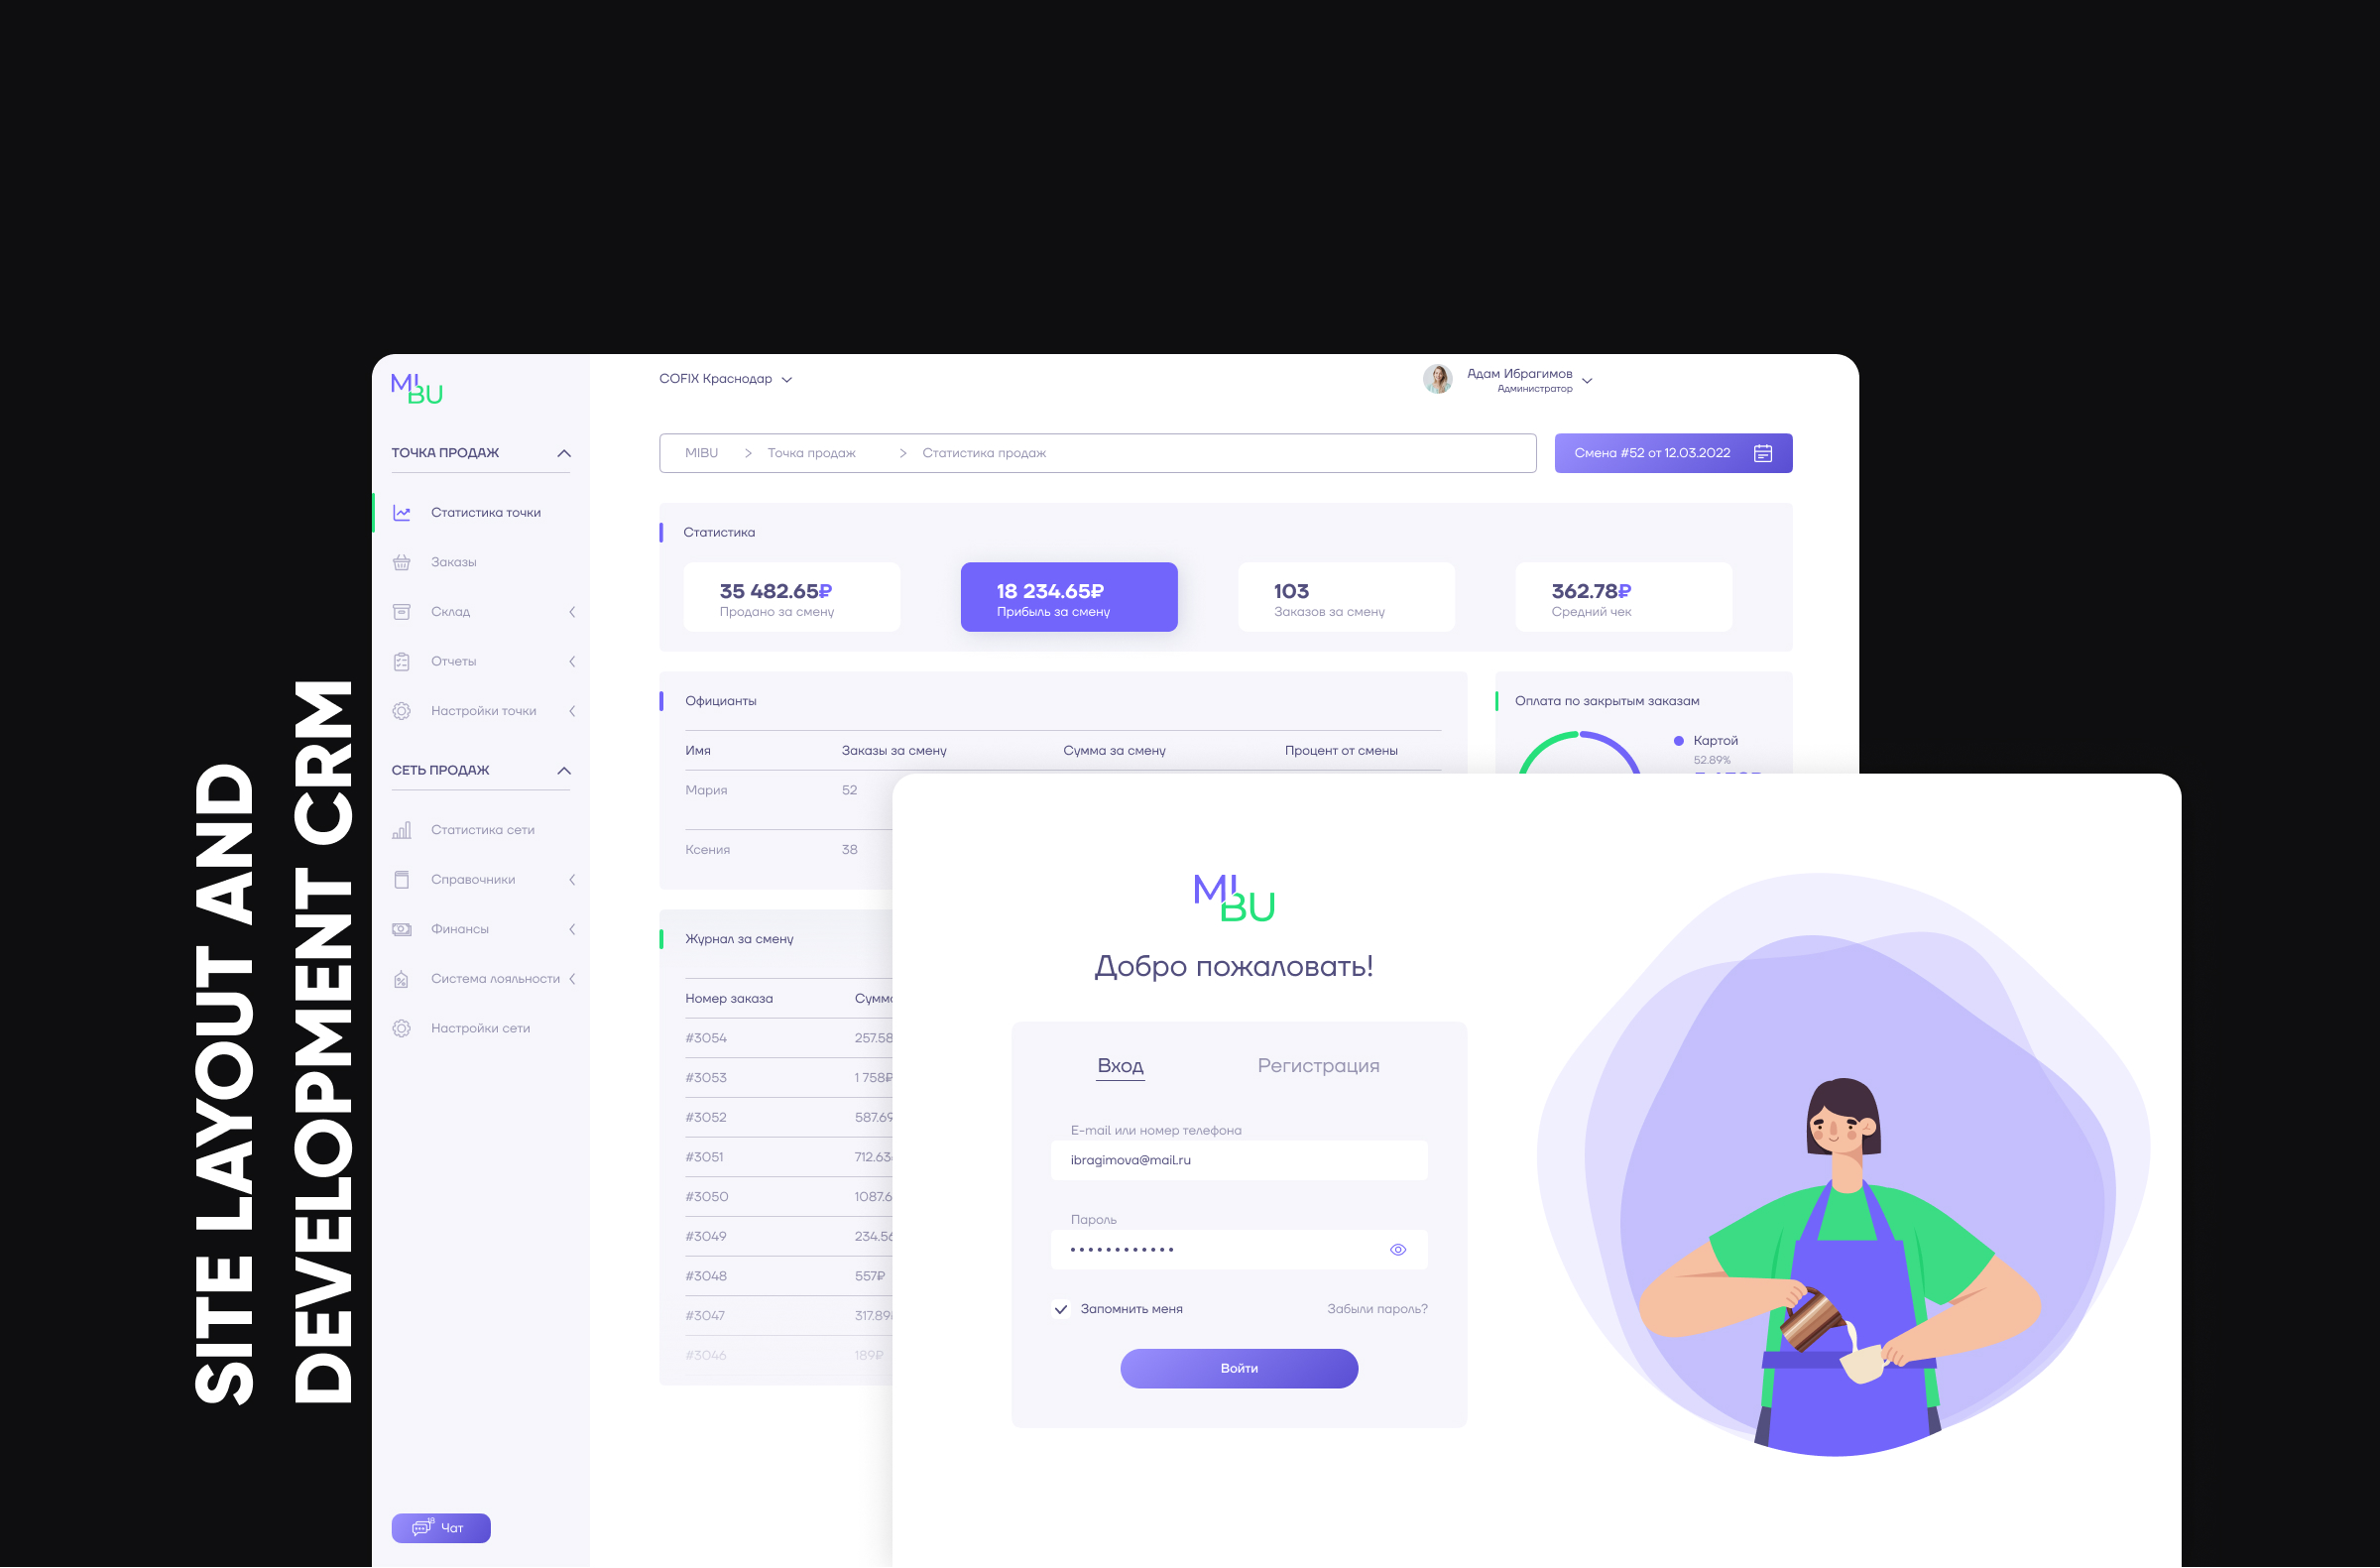 SITE LAYOUT AND
DEVELOPMENT CRM
MIBU
ТОЧКА ПРОДАЖ
Статистика точки
Заказы
Склад
Отчеты
Настройки точки
СЕТЬ ПРОДАЖ
Статистика сети
Справочники
Финансы
Система лояльности
Настройки сети
Чат
COFIX Краснодар
Адам Ибрагимов
Администратор
MIBU > Точка продаж > Статистика продаж
Смена #52 от 12.03.2022
Статистика
35 482.65₽
Продано за смену
18 234.65₽
Прибыль за смену
103
Заказов за смену
362.78₽
Средний чек
Официанты
Имя Заказы за смену Сумма за смену Процент от смены
Мария 52
Ксения 38
Оплата по закрытым заказам
Картой
52.89%
Журнал за смену
Номер заказа
#3054 257.58
#3053 1 758₽
#3052 587.69
#3051 712.63
#3050 1087.6
#3049 234.56
#3048 557₽
#3047 317.89
#3046 189₽
MIBU
Добро пожаловать!
Вход Регистрация
E-mail или номер телефона
ibragimova@mail.ru
Пароль
Запомнить меня Забыли пароль?
Войти